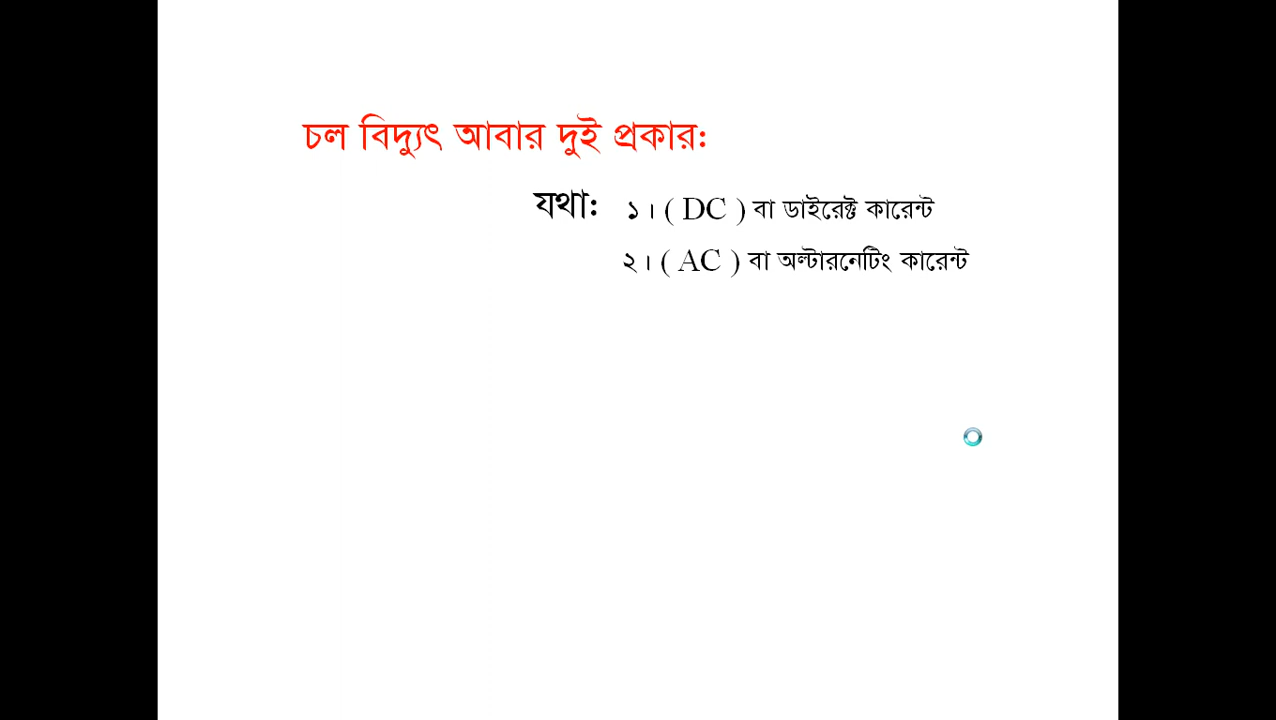 চল বিদ্যুৎ আবার দুই প্রকার:
যথা: ১। ( DC ) বা ডাইরেক্ট কারেন্ট
২। ( AC ) বা অল্টারনেটিং কারেন্ট